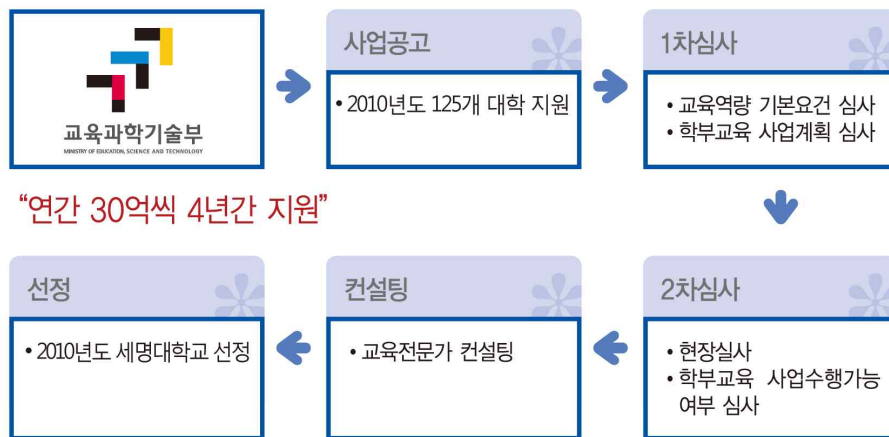 교육과학기술부
MINISTRY OF EDUCATION, SCIENCE AND TECHNOLOGY
사업공고
• 2010년도 125개 대학 지원
1차심사
• 교육역량 기본요건 심사
• 학부교육 사업계획 심사
“연간 30억씩 4년간 지원”
2차심사
• 현장실사
• 학부교육 사업수행가능
여부 심사
컨설팅
• 교육전문가 컨설팅
선정
• 2010년도 세명대학교 선정